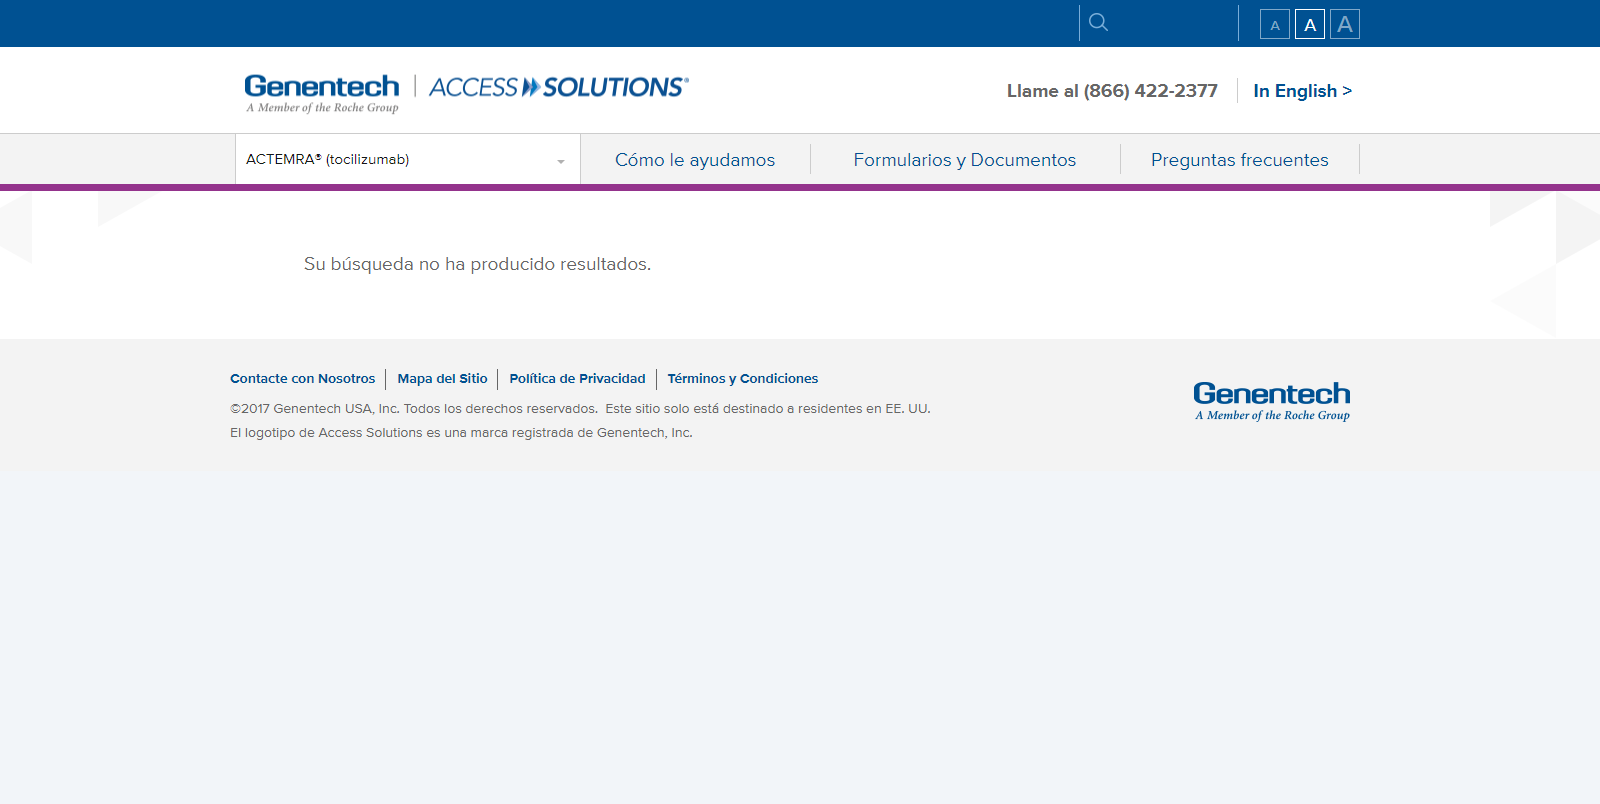 A A A
Genentech
A Member of the Roche Group
ACCESS SOLUTIONS®
Llame al (866) 422-2377
In English >
ACTEMRA® (tocilizumab)
Cómo le ayudamos
Formularios y Documentos
Preguntas frecuentes
Su búsqueda no ha producido resultados.
Contacte con Nosotros
Mapa del Sitio
Política de Privacidad
Términos y Condiciones
©2017 Genentech USA, Inc. Todos los derechos reservados.  Este sitio solo está destinado a residentes en EE. UU.
El logotipo de Access Solutions es una marca registrada de Genentech, Inc.
Genentech
A Member of the Roche Group